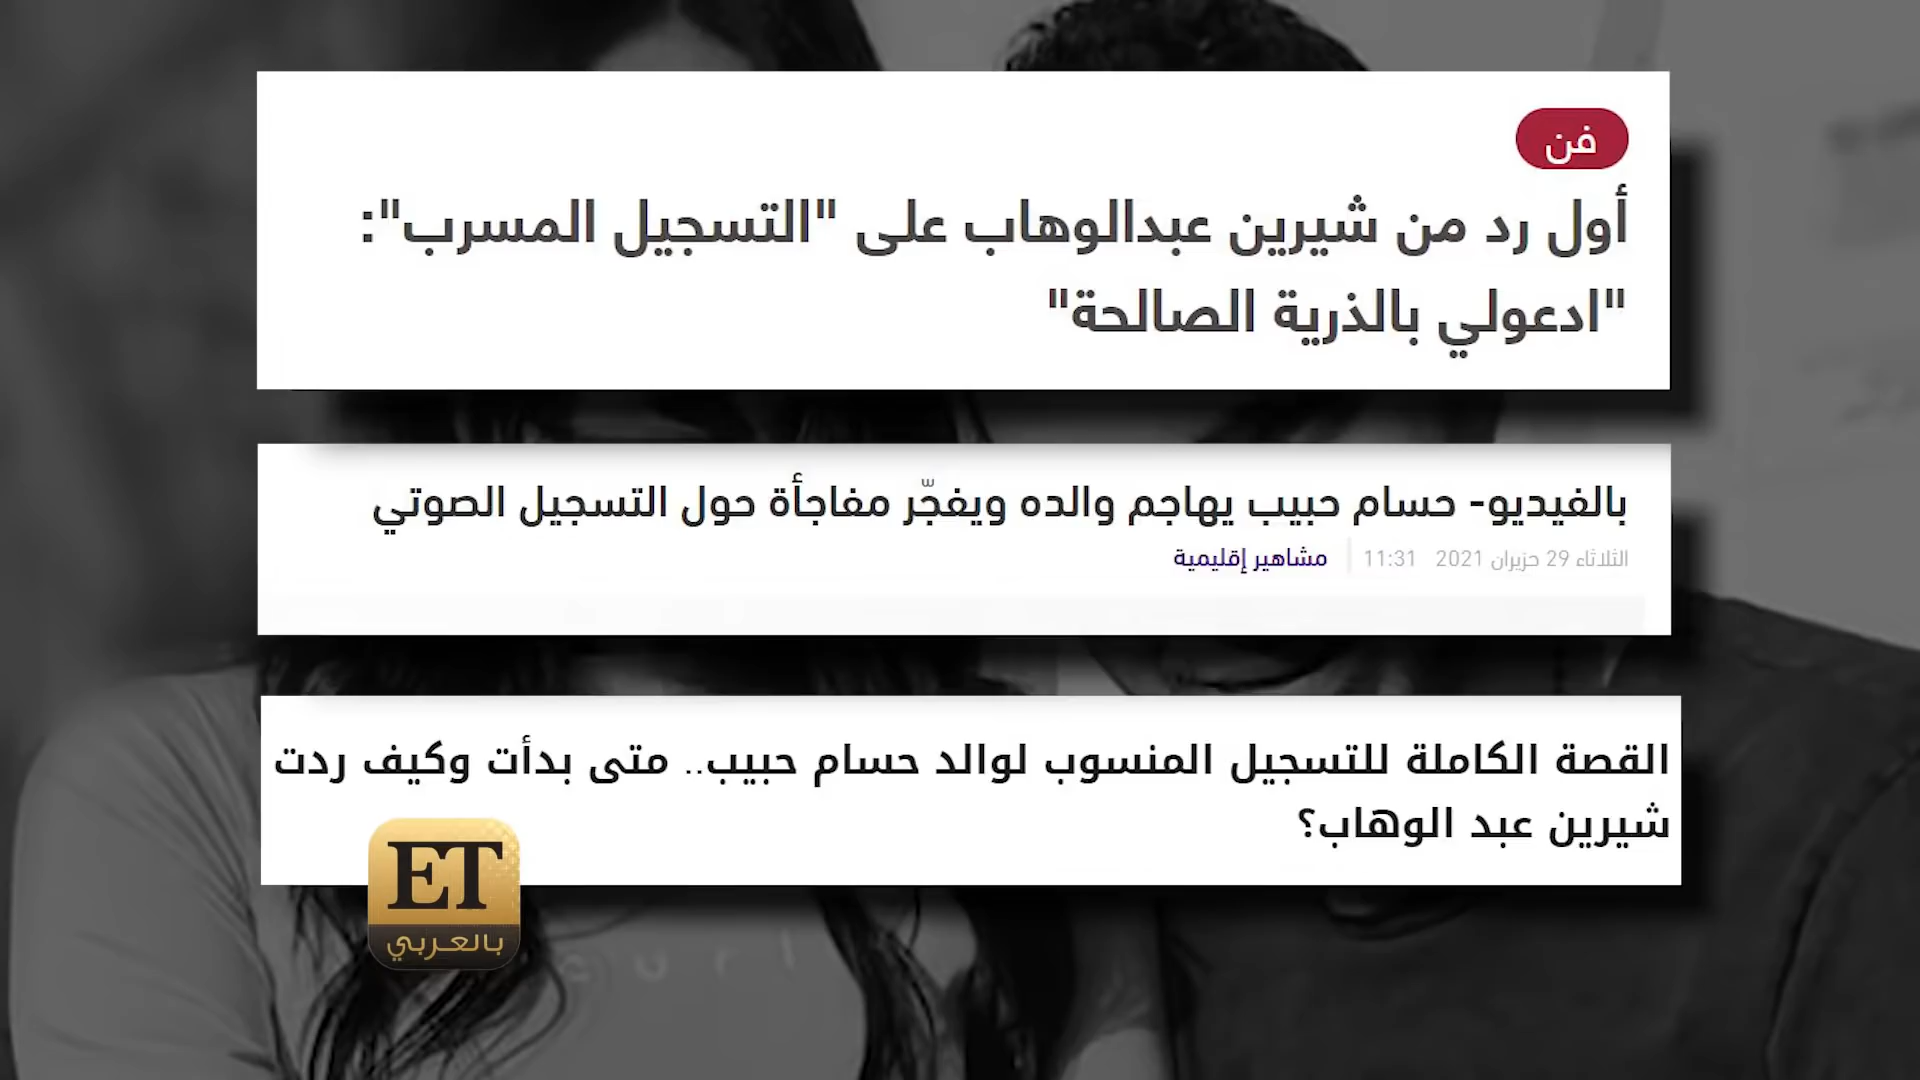 فن
أول رد من شيرين عبدالوهاب على "التسجيل المسرب":
"ادعولي بالذرية الصالحة"
بالفيديو- حسام حبيب يهاجم والده ويفجّر مفاجأة حول التسجيل الصوتي
الثلاثاء 29 حزيران 2021 11:31 مشاهير إقليمية
القصة الكاملة للتسجيل المنسوب لوالد حسام حبيب.. متى بدأت وكيف ردت
شيرين عبد الوهاب؟
ET
بالعربي
curl